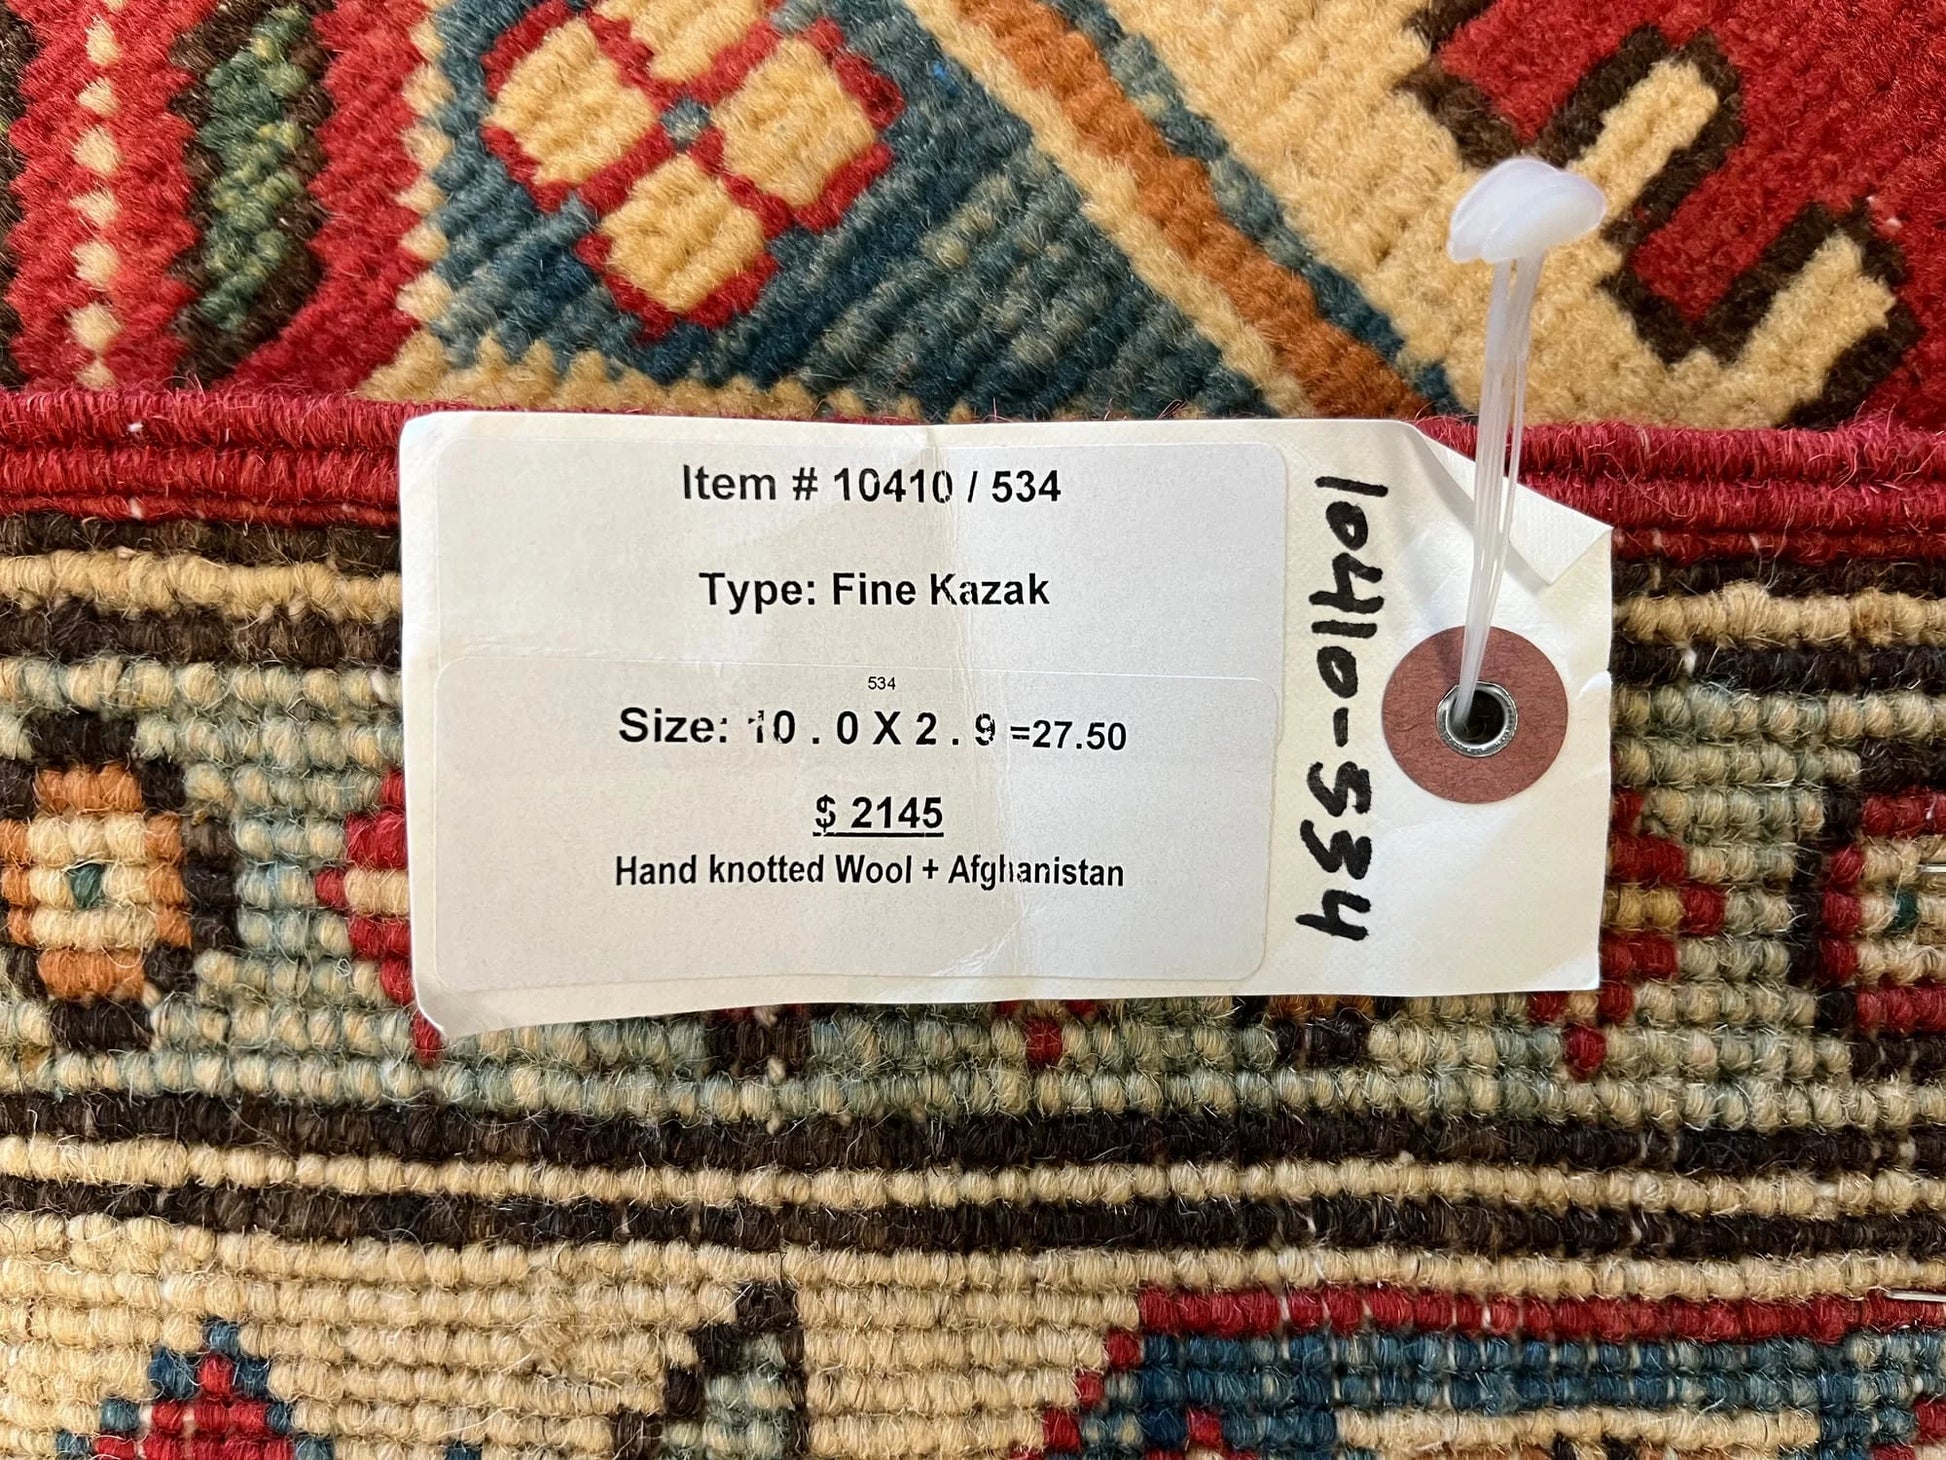 Item # 10410 / 534
Type: Fine Kazak
534
Size: 10 . 0 X 2 . 9 =27.50
$ 2145
Hand knotted Wool + Afghanistan
10410-534